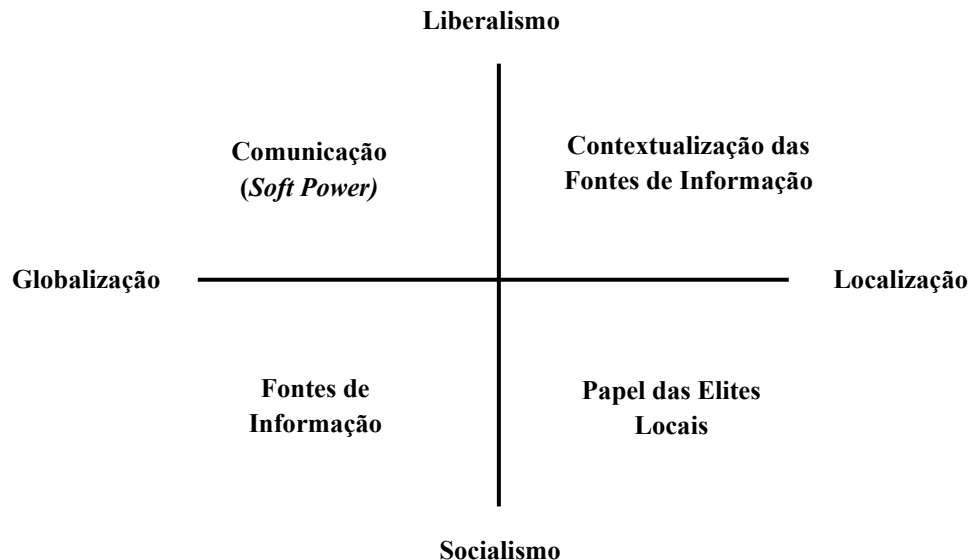 Liberalismo
Comunicação
(Soft Power)
Contextualização das
Fontes de Informação
Globalização
Localização
Fontes de
Informação
Papel das Elites
Locais
Socialismo